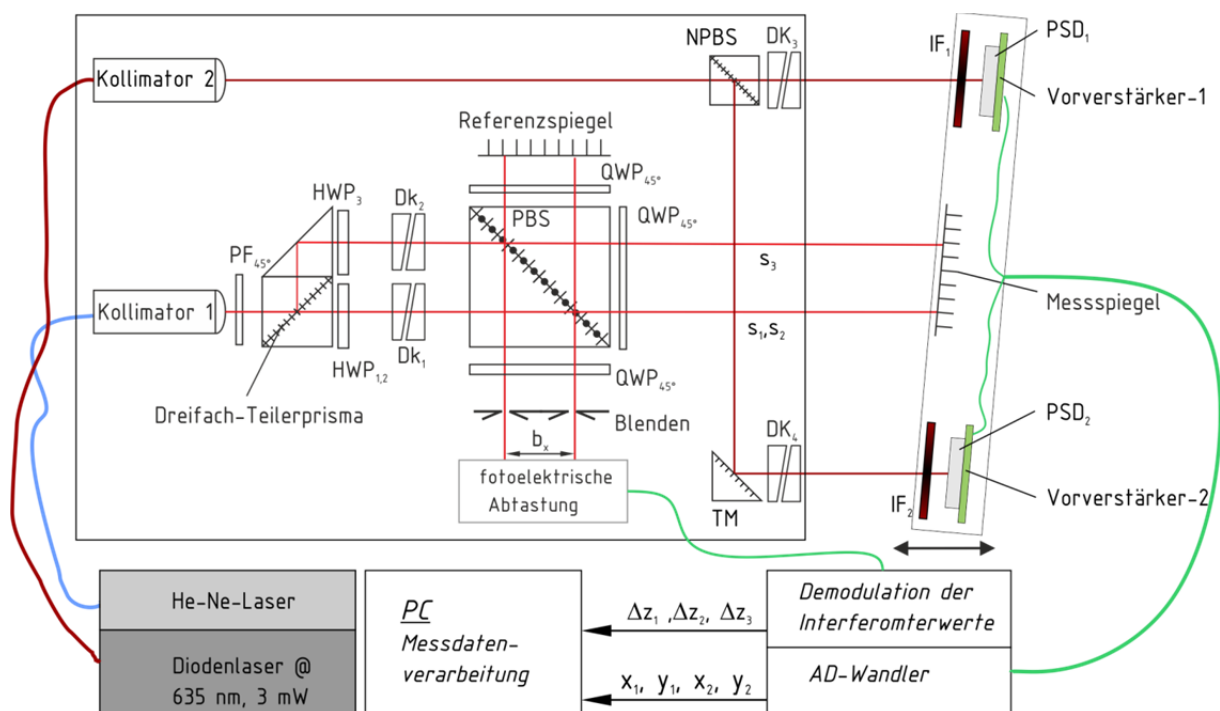 Kollimator 2
NPBS
DK3
IF1
PSD1
Vorverstärker-1
Referenzspiegel
QWP45°
HWP3
Dk2
PBS
QWP45°
PF45°
s3
Kollimator 1
Messspiegel
s1,s2
HWP1,2
Dk1
QWP45°
Dreifach-Teilerprisma
Blenden
bx
DK4
PSD2
fotoelektrische
Abtastung
TM
IF2
Vorverstärker-2
He-Ne-Laser
Diodenlaser @
635 nm, 3 mW
PC
Messdaten-
verarbeitung
Δz1 ,Δz2, Δz3
x1, y1, x2, y2
Demodulation der
Interferomterwerte
AD-Wandler